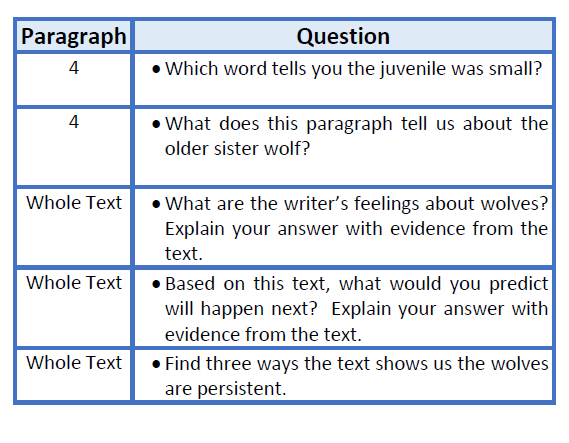 Paragraph Question
4 • Which word tells you the juvenile was small?
4 • What does this paragraph tell us about the
older sister wolf?
Whole Text • What are the writer’s feelings about wolves?
Explain your answer with evidence from the
text.
Whole Text • Based on this text, what would you predict
will happen next?  Explain your answer with
evidence from the text.
Whole Text • Find three ways the text shows us the wolves
are persistent.